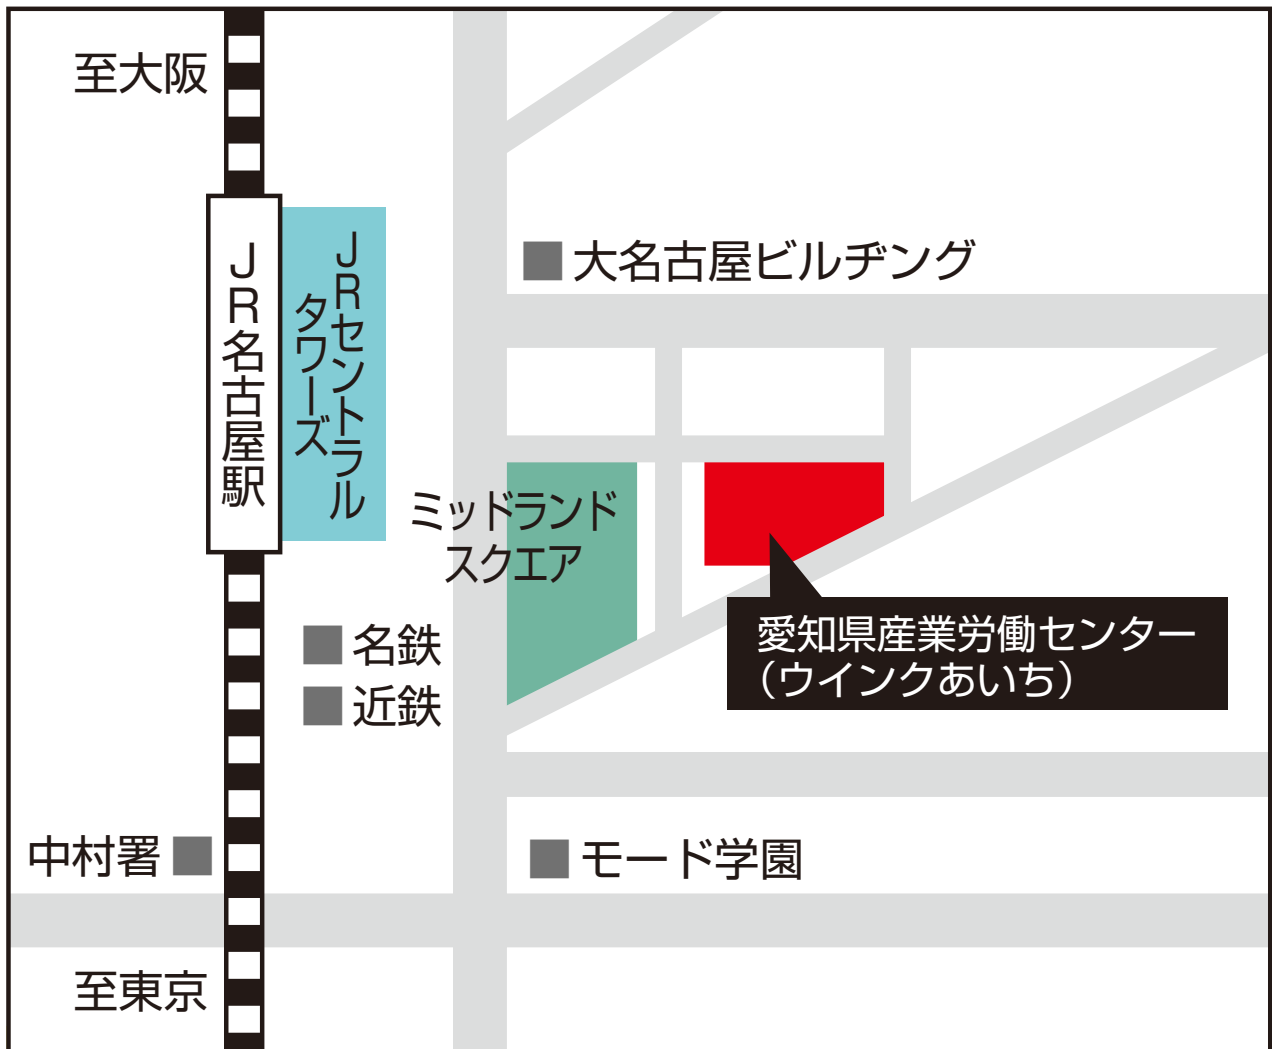 至大阪
JR名古屋駅
JRセントラル
タワーズ
大名古屋ビルヂング
ミッドランド
スクエア
愛知県産業労働センター
（ウインクあいち）
名鉄
近鉄
中村署
モード学園
至東京